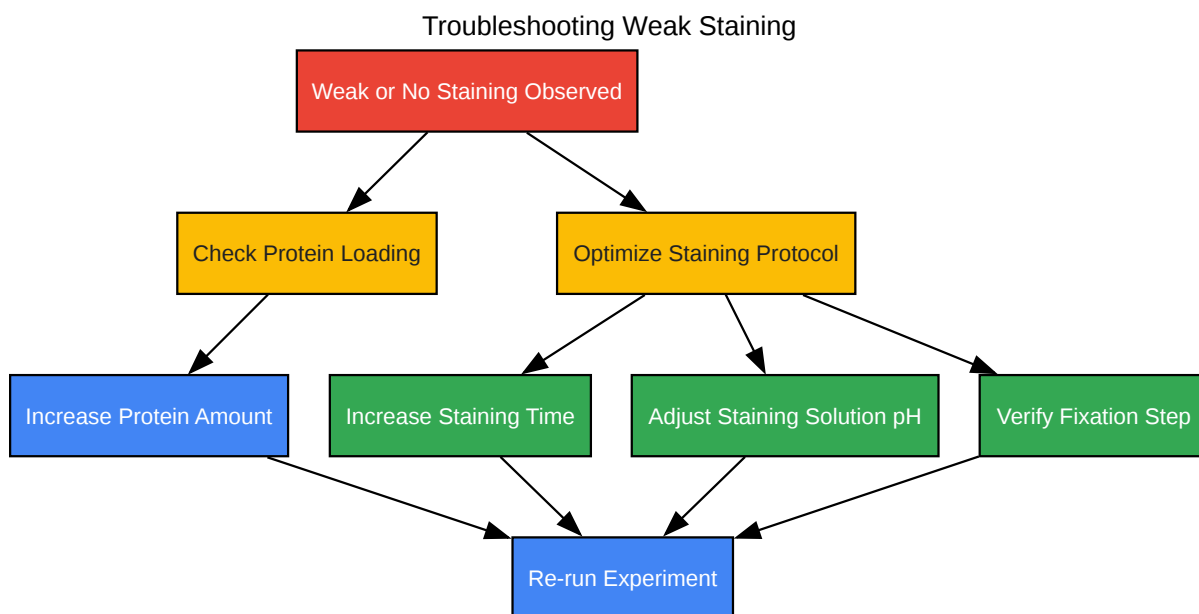 Troubleshooting Weak Staining
Weak or No Staining Observed
Check Protein Loading
Optimize Staining Protocol
Increase Protein Amount
Increase Staining Time
Adjust Staining Solution pH
Verify Fixation Step
Re-run Experiment